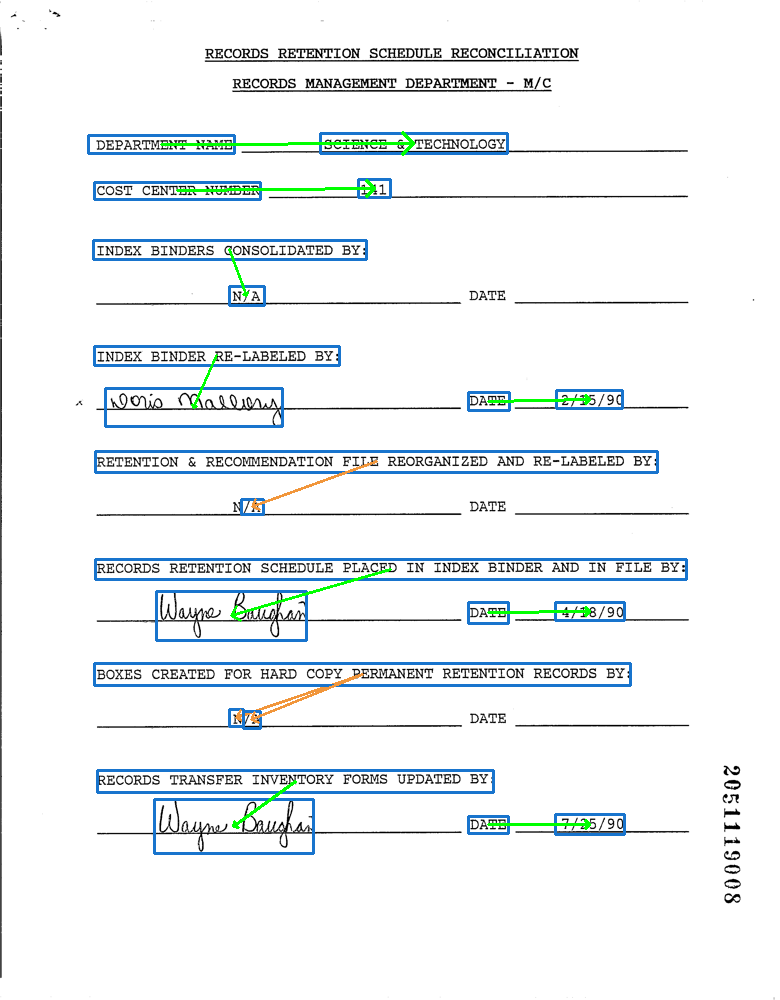 RECORDS RETENTION SCHEDULE RECONCILIATION
RECORDS MANAGEMENT DEPARTMENT - M/C
DEPARTMENT NAME SCIENCE & TECHNOLOGY
COST CENTER NUMBER 141
INDEX BINDERS CONSOLIDATED BY:
N/A DATE
INDEX BINDER RE-LABELED BY:
Doris Mallory DATE 2/15/90
RETENTION & RECOMMENDATION FILE REORGANIZED AND RE-LABELED BY:
N/A DATE
RECORDS RETENTION SCHEDULE PLACED IN INDEX BINDER AND IN FILE BY:
Wayne Baughan DATE 4/18/90
BOXES CREATED FOR HARD COPY PERMANENT RETENTION RECORDS BY:
N/A DATE
RECORDS TRANSFER INVENTORY FORMS UPDATED BY:
Wayne Baughan DATE 7/25/90
2051119008